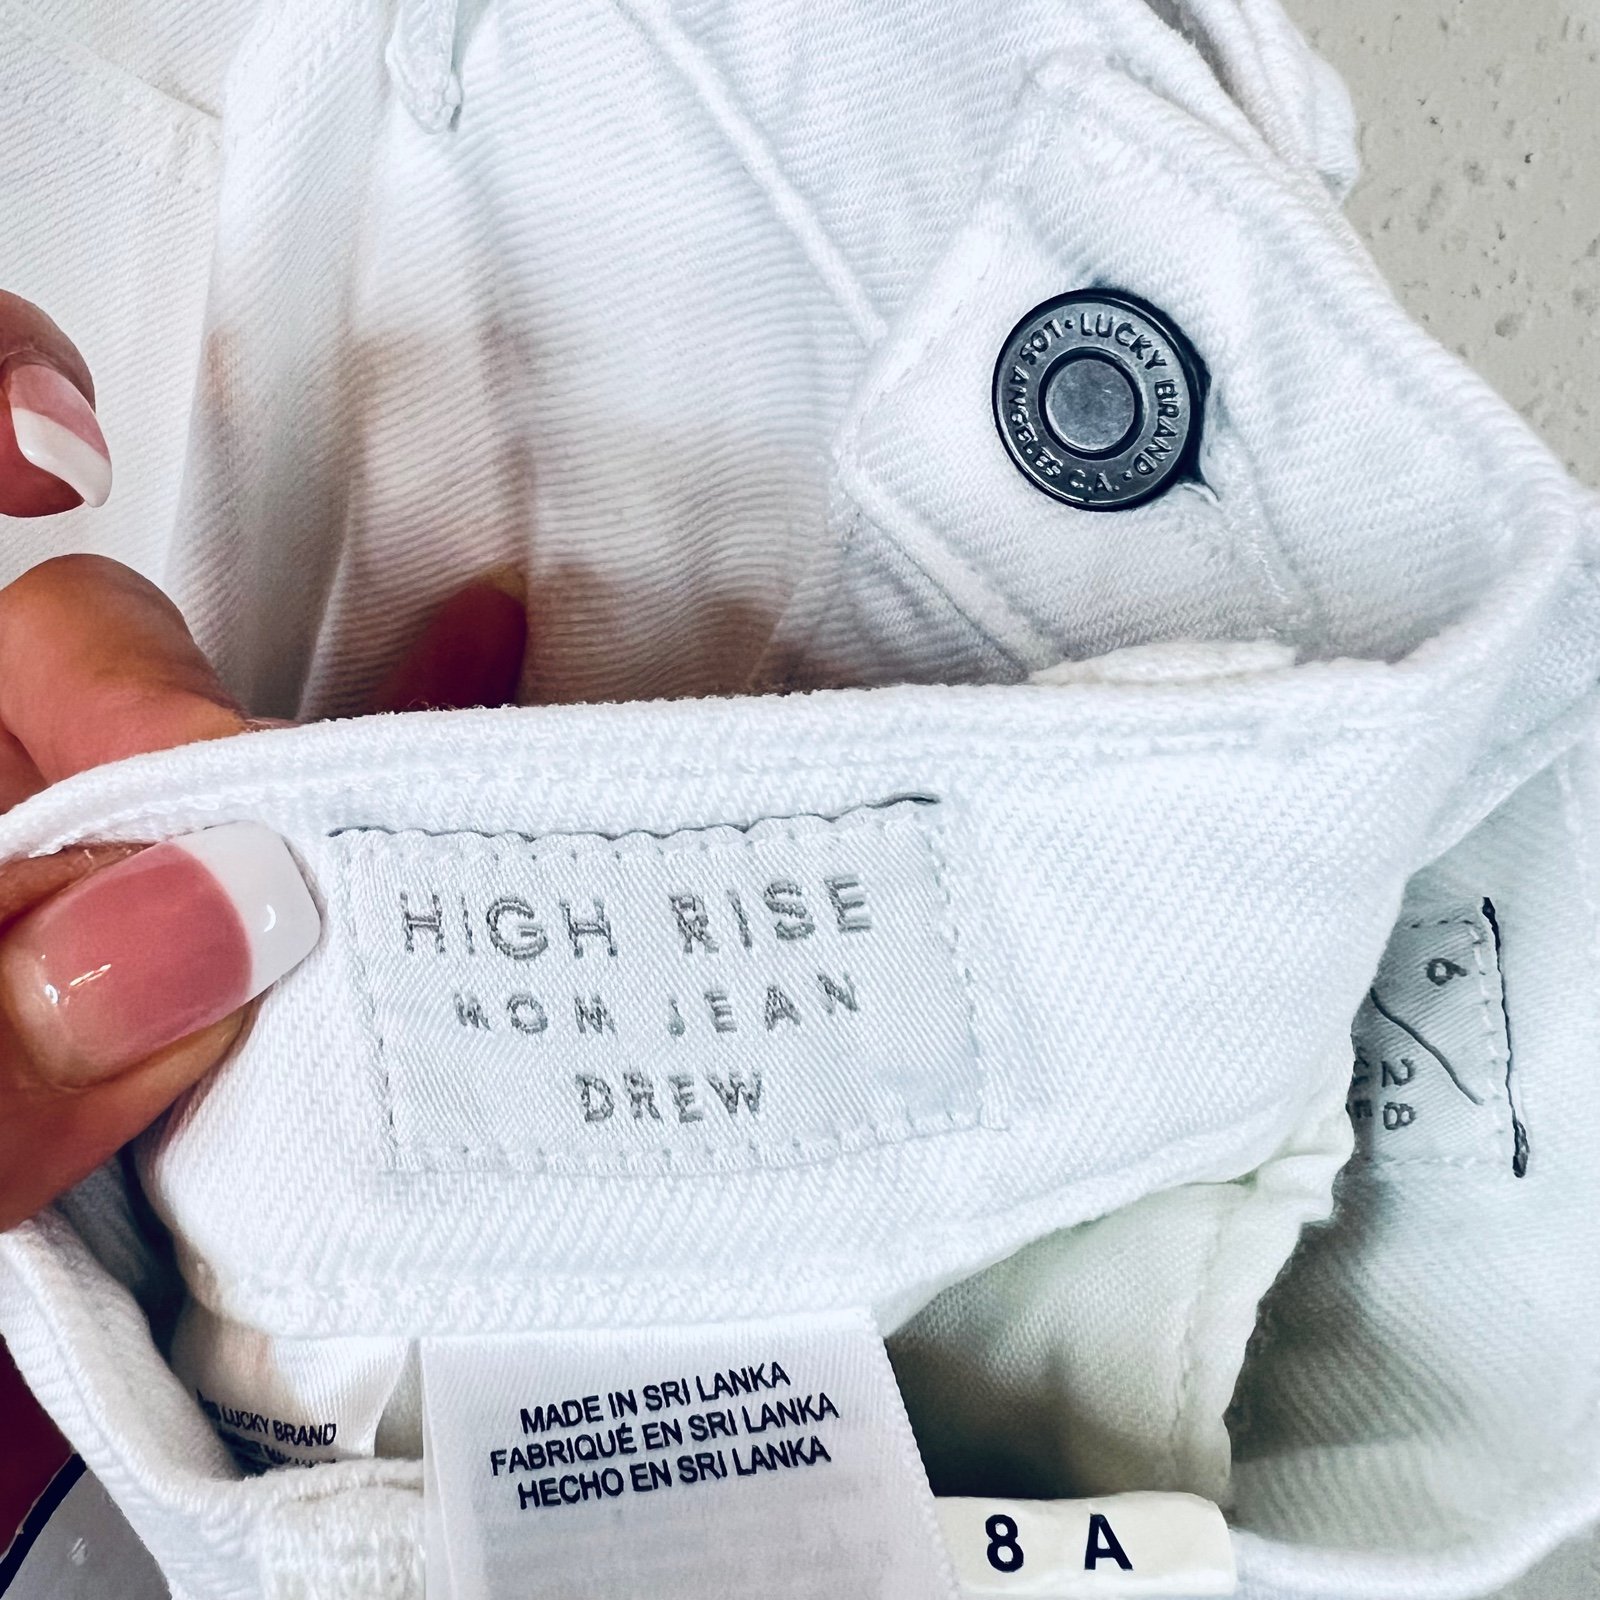 LUCKY BRAND · LOS ANGELES · C.A. ·
HIGH RISE
MOM JEAN
DREW
6
28
MADE IN SRI LANKA
FABRIQUÉ EN SRI LANKA
HECHO EN SRI LANKA
LUCKY BRAND
8 A